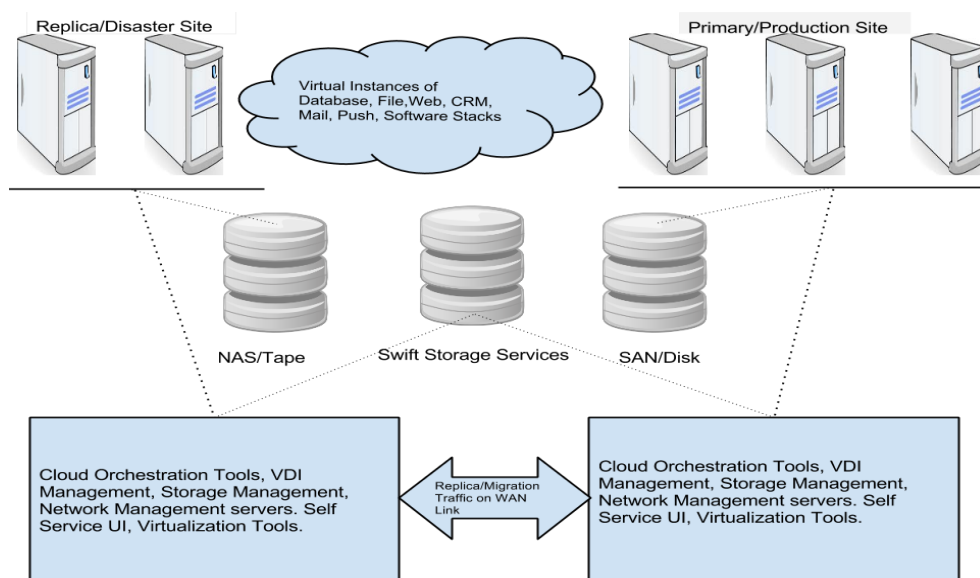 Replica/Disaster Site
Primary/Production Site
Virtual Instances of
Database, File,Web, CRM,
Mail, Push, Software Stacks
NAS/Tape
Swift Storage Services
SAN/Disk
Cloud Orchestration Tools, VDI
Management, Storage Management,
Network Management servers. Self
Service UI, Virtualization Tools.
Replica/Migration
Traffic on WAN
Link
Cloud Orchestration Tools, VDI
Management, Storage Management,
Network Management servers. Self
Service UI, Virtualization Tools.